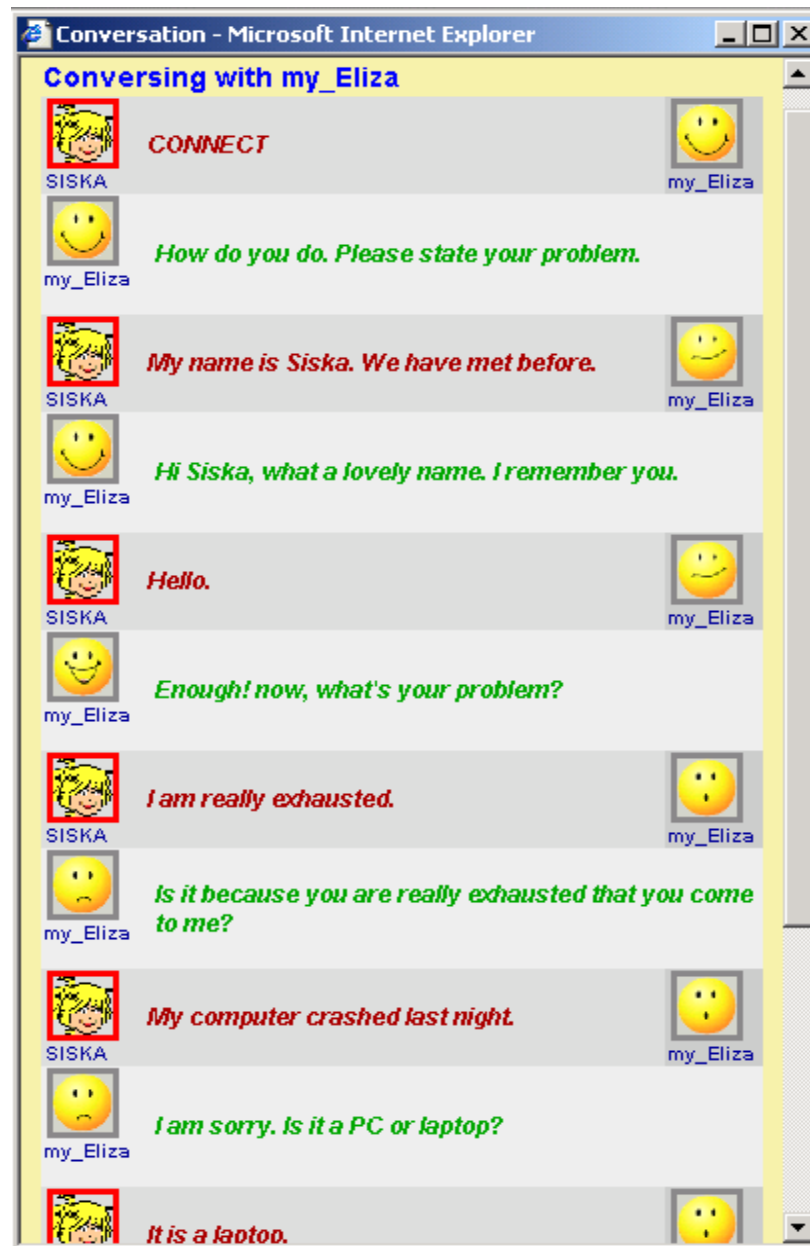 Conversation - Microsoft Internet Explorer
Conversing with my_Eliza
CONNECT
SISKA
my_Eliza
How do you do. Please state your problem.
my_Eliza
My name is Siska. We have met before.
SISKA
my_Eliza
Hi Siska, what a lovely name. I remember you.
my_Eliza
Hello.
SISKA
my_Eliza
Enough! now, what's your problem?
my_Eliza
I am really exhausted.
SISKA
my_Eliza
Is it because you are really exhausted that you come
to me?
my_Eliza
My computer crashed last night.
SISKA
my_Eliza
I am sorry. Is it a PC or laptop?
my_Eliza
It is a laptop.